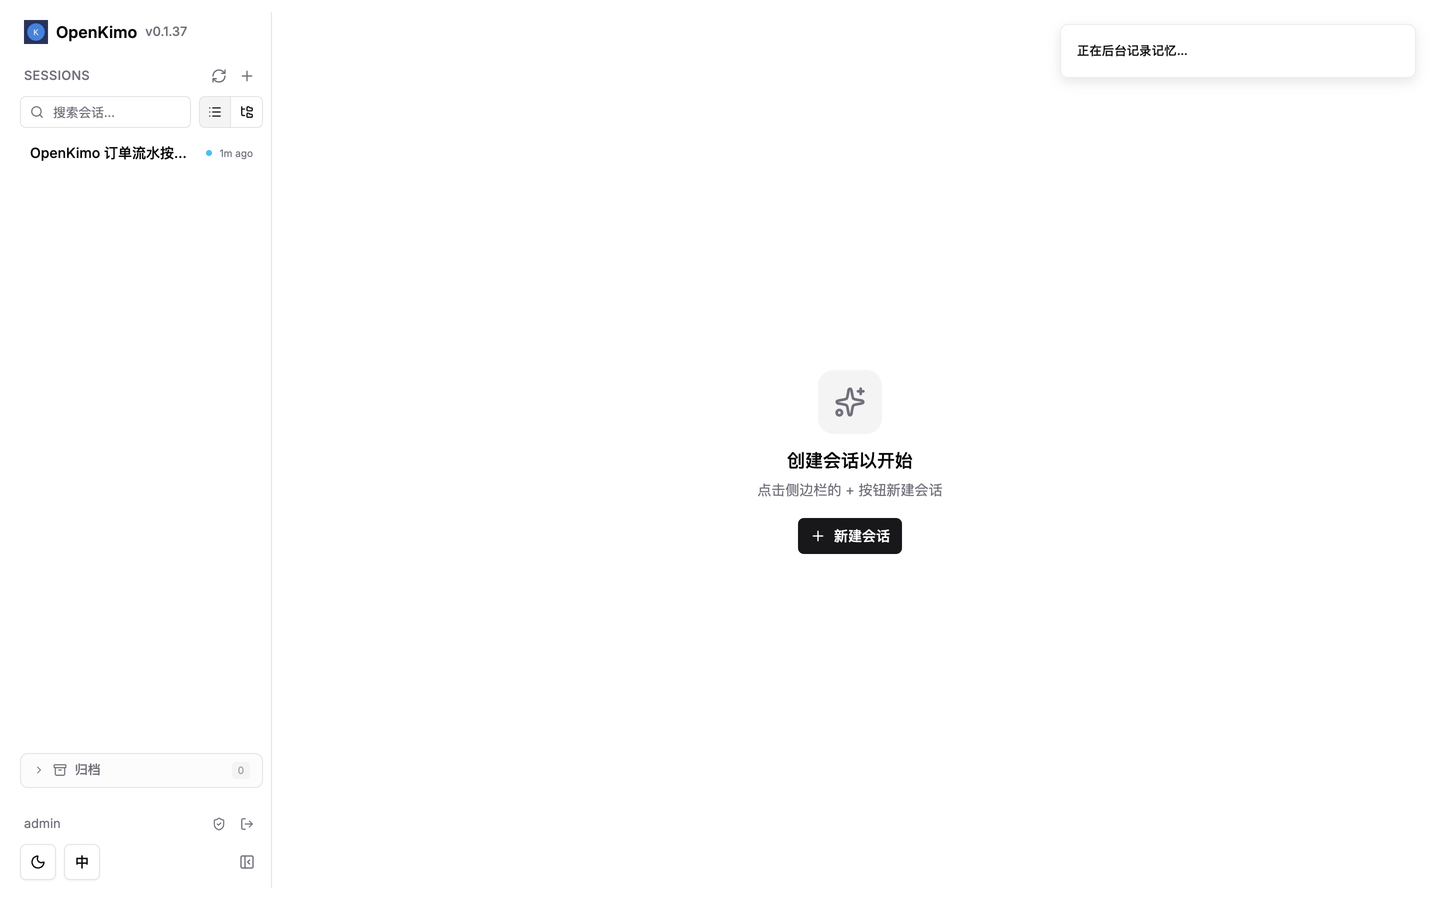 K
OpenKimo v0.1.37
正在后台记录记忆...
SESSIONS
搜索会话...
OpenKimo 订单流水按... 1m ago
创建会话以开始
点击侧边栏的 + 按钮新建会话
新建会话
归档 0
admin
中